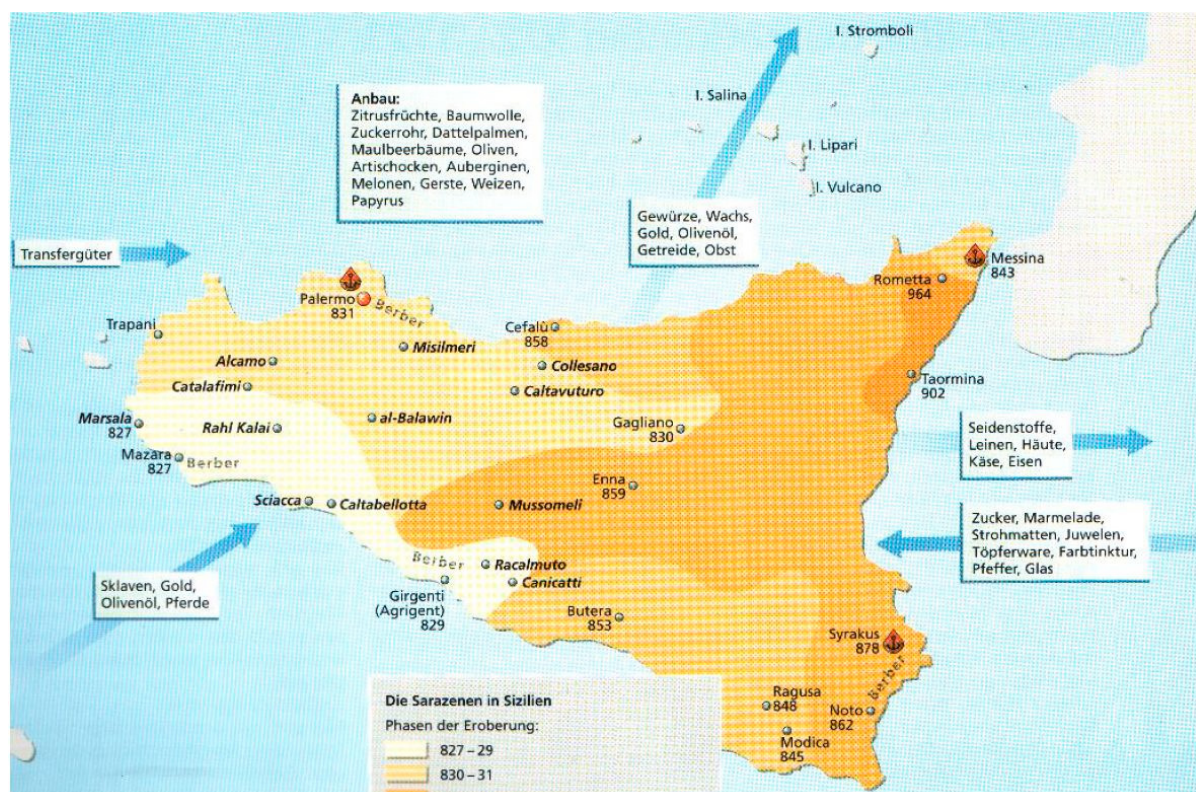 I. Stromboli
I. Salina
I. Lipari
I. Vulcano
Anbau:
Zitrusfrüchte, Baumwolle,
Zuckerrohr, Dattelpalmen,
Maulbeerbäume, Oliven,
Artischocken, Auberginen,
Melonen, Gerste, Weizen,
Papyrus
Gewürze, Wachs,
Gold, Olivenöl,
Getreide, Obst
Transfergüter
Messina
843
Rometta
964
Palermo
831
Berber
Trapani
Cefalù
858
Misilmeri
Alcamo
Collesano
Catalafimi
Caltavuturo
Taormina
902
Marsala
827
Rahl Kalai
al-Balawin
Gagliano
830
Mazara
827
Berber
Seidenstoffe,
Leinen, Häute,
Käse, Eisen
Enna
859
Sciacca
Caltabellotta
Mussomeli
Zucker, Marmelade,
Strohmatten, Juwelen,
Töpferware, Farbtinktur,
Pfeffer, Glas
Berber
Racalmuto
Canicatti
Sklaven, Gold,
Olivenöl, Pferde
Girgenti
(Agrigent)
829
Butera
853
Syrakus
878
Berber
Ragusa
848
Noto
862
Modica
845
Die Sarazenen in Sizilien
Phasen der Eroberung:
827 – 29
830 – 31